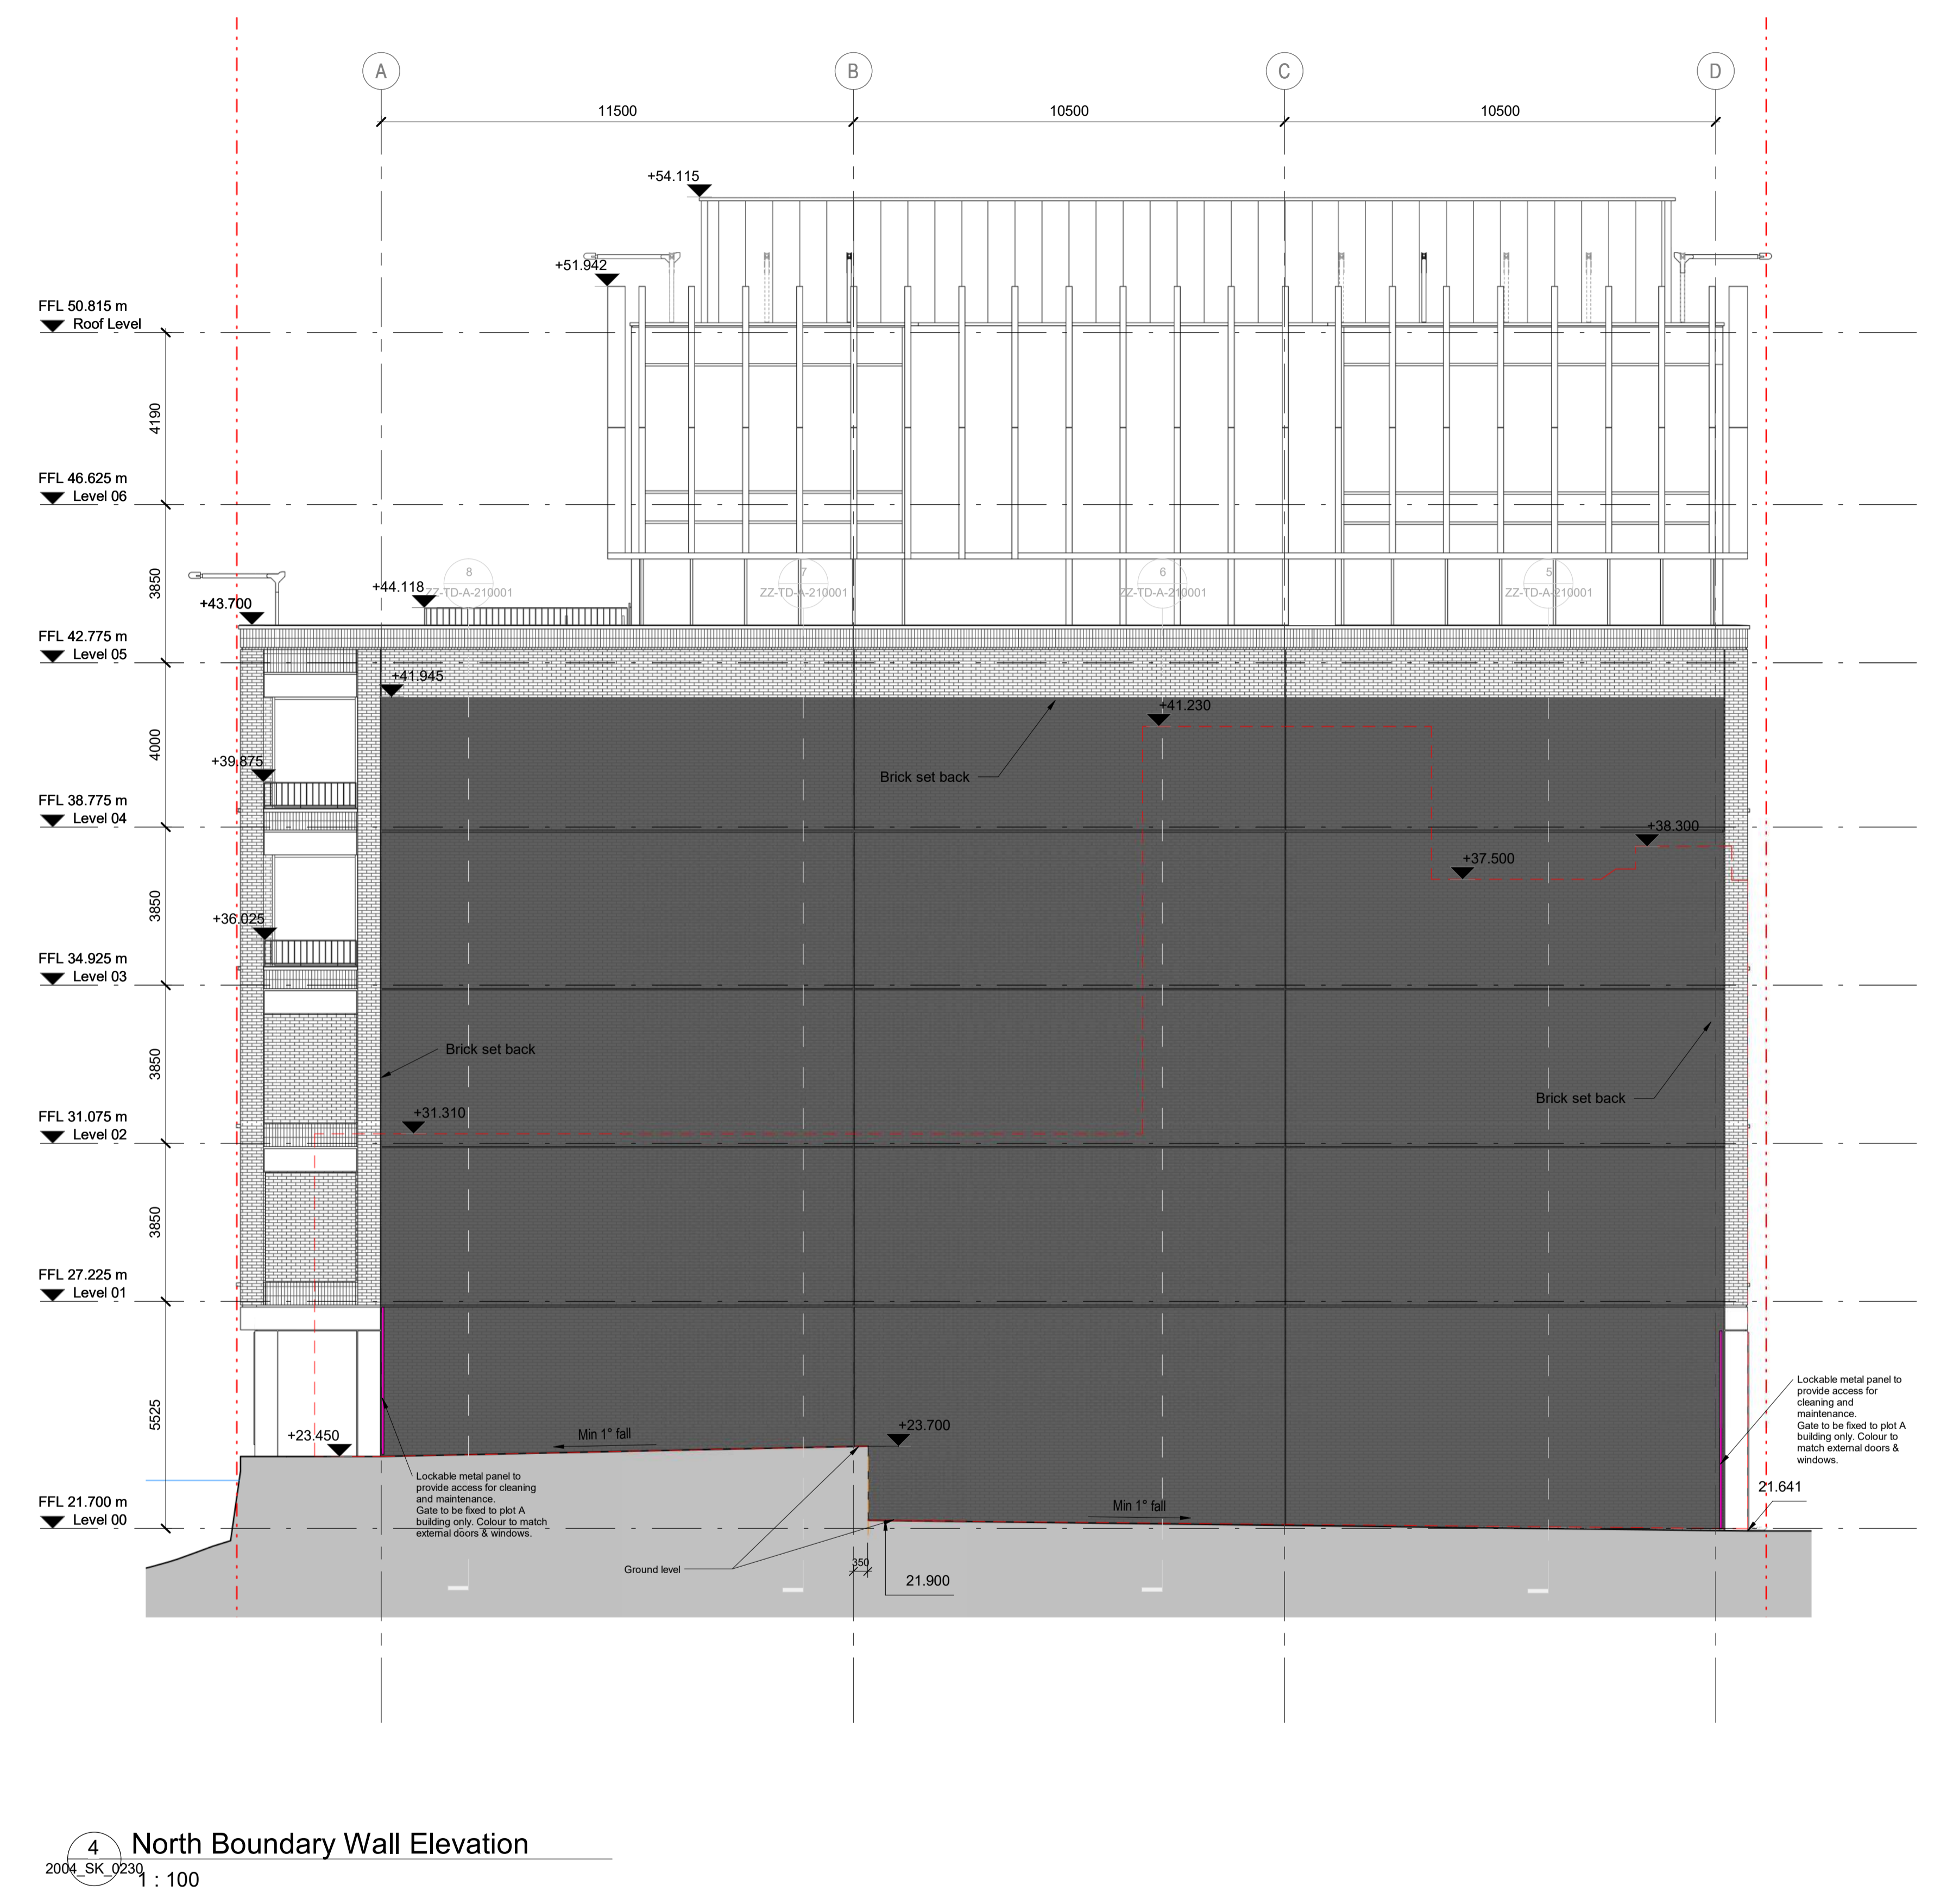 A
B
C
D
11500
10500
10500
+54.115
+51.942
FFL 50.815 m
Roof Level
4190
FFL 46.625 m
Level 06
3850
8
ZZ-TD-A-210001
7
ZZ-TD-A-210001
6
ZZ-TD-A-210001
5
ZZ-TD-A-210001
+44.118
+43.700
FFL 42.775 m
Level 05
+41.945
+41.230
4000
Brick set back
+39.875
FFL 38.775 m
Level 04
+38.300
+37.500
3850
+36.025
FFL 34.925 m
Level 03
Brick set back
3850
Brick set back
+31.310
FFL 31.075 m
Level 02
3850
FFL 27.225 m
Level 01
5525
+23.450
Min 1° fall
+23.700
Lockable metal panel to
provide access for
cleaning and
maintenance.
Gate to be fixed to plot A
building only. Colour to
match external doors &
windows.
Lockable metal panel to
provide access for cleaning
and maintenance.
Gate to be fixed to plot A
building only. Colour to match
external doors & windows.
21.641
Min 1° fall
FFL 21.700 m
Level 00
Ground level
350
21.900
4
2004_SK_0230
North Boundary Wall Elevation
1 : 100